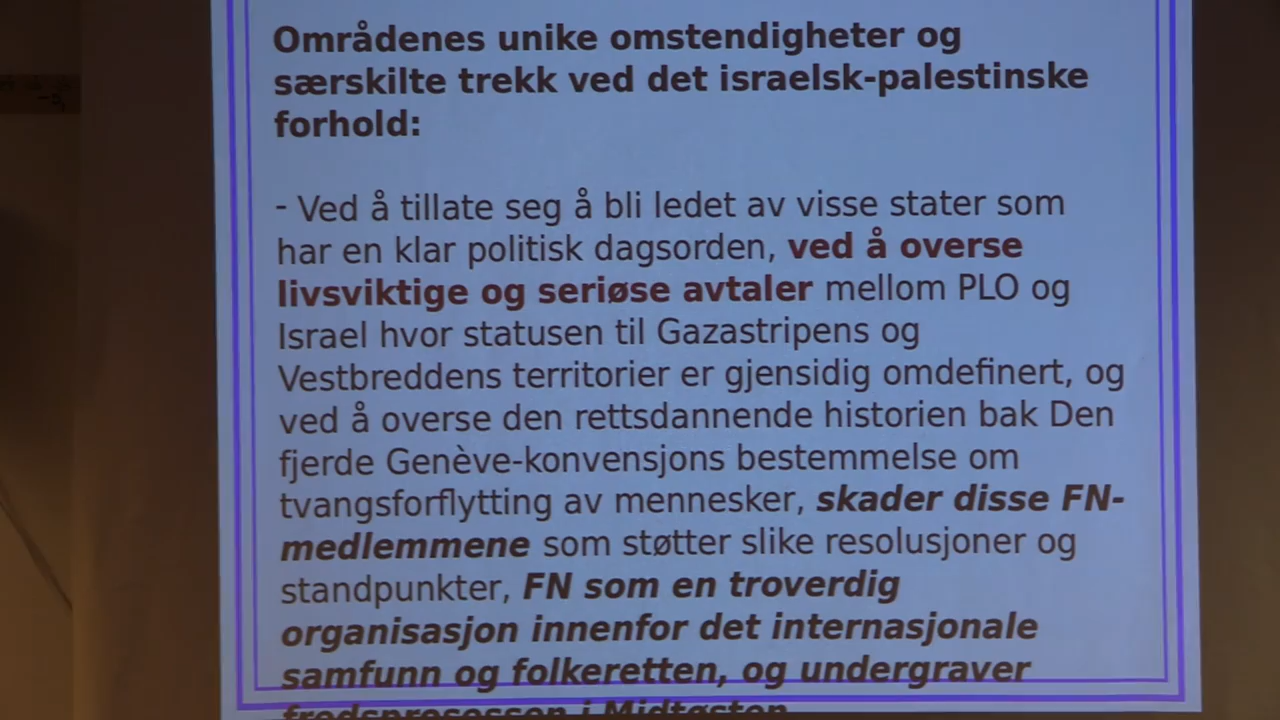 Områdenes unike omstendigheter og
særskilte trekk ved det israelsk-palestinske
forhold:
- Ved å tillate seg å bli ledet av visse stater som
har en klar politisk dagsorden, ved å overse
livsviktige og seriøse avtaler mellom PLO og
Israel hvor statusen til Gazastripens og
Vestbreddens territorier er gjensidig omdefinert, og
ved å overse den rettsdannende historien bak Den
fjerde Genève-konvensjons bestemmelse om
tvangsforflytting av mennesker, skader disse FN-
medlemmene som støtter slike resolusjoner og
standpunkter, FN som en troverdig
organisasjon innenfor det internasjonale
samfunn og folkeretten, og undergraver
fredsprosessen i Midtøsten